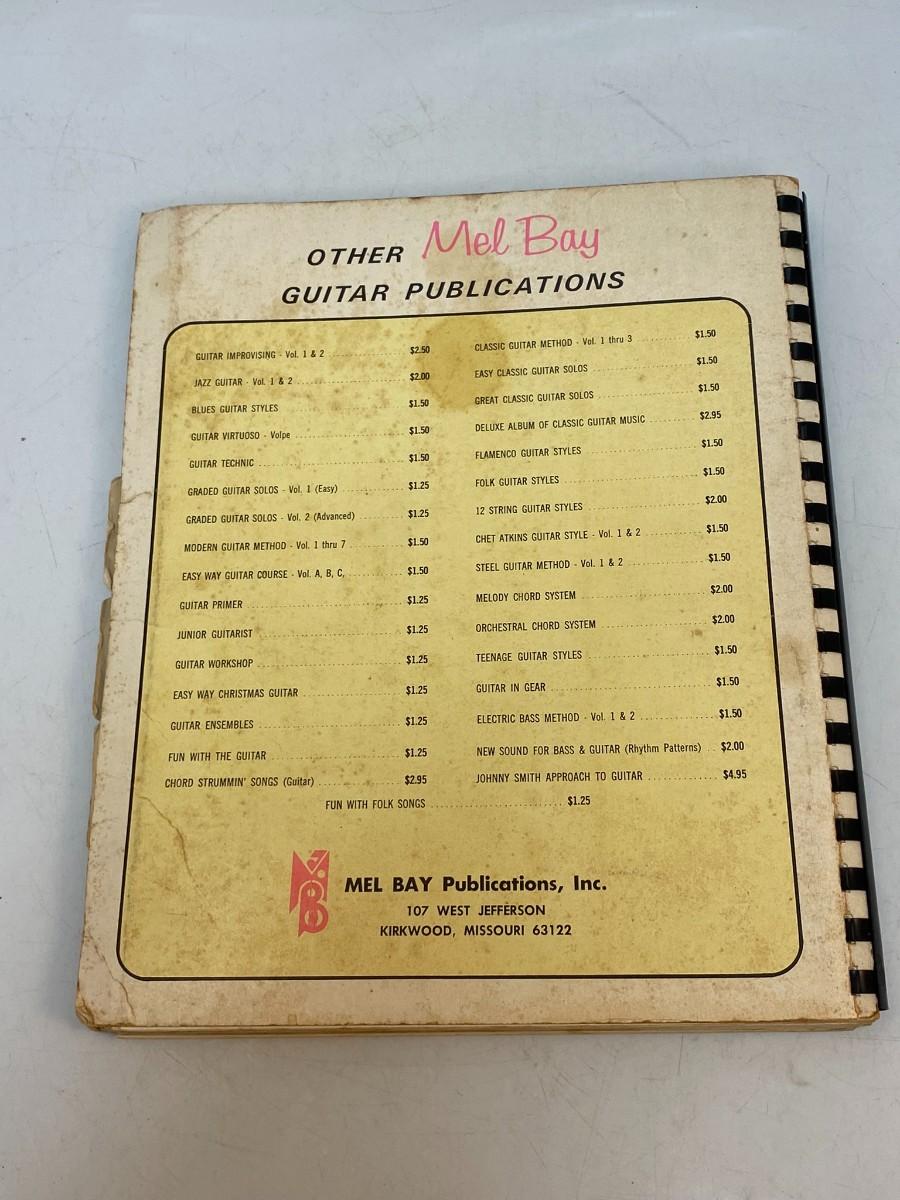 OTHER Mel Bay
GUITAR PUBLICATIONS
GUITAR IMPROVISING - Vol. 1 & 2 $2.50
JAZZ GUITAR - Vol. 1 & 2 $2.00
BLUES GUITAR STYLES $1.50
GUITAR VIRTUOSO - Volpe $1.50
GUITAR TECHNIC $1.50
GRADED GUITAR SOLOS - Vol. 1 (Easy) $1.25
GRADED GUITAR SOLOS - Vol. 2 (Advanced) $1.25
MODERN GUITAR METHOD - Vol. 1 thru 7 $1.50
EASY WAY GUITAR COURSE - Vol. A, B, C, $1.50
GUITAR PRIMER $1.25
JUNIOR GUITARIST $1.25
GUITAR WORKSHOP $1.25
EASY WAY CHRISTMAS GUITAR $1.25
GUITAR ENSEMBLES $1.25
FUN WITH THE GUITAR $1.25
CHORD STRUMMIN' SONGS (Guitar) $2.95
CLASSIC GUITAR METHOD - Vol. 1 thru 3 $1.50
EASY CLASSIC GUITAR SOLOS $1.50
GREAT CLASSIC GUITAR SOLOS $1.50
DELUXE ALBUM OF CLASSIC GUITAR MUSIC $2.95
FLAMENCO GUITAR STYLES $1.50
FOLK GUITAR STYLES $1.50
12 STRING GUITAR STYLES $2.00
CHET ATKINS GUITAR STYLE - Vol. 1 & 2 $1.50
STEEL GUITAR METHOD - Vol. 1 & 2 $1.50
MELODY CHORD SYSTEM $2.00
ORCHESTRAL CHORD SYSTEM $2.00
TEENAGE GUITAR STYLES $1.50
GUITAR IN GEAR $1.50
ELECTRIC BASS METHOD - Vol. 1 & 2 $1.50
NEW SOUND FOR BASS & GUITAR (Rhythm Patterns) $2.00
JOHNNY SMITH APPROACH TO GUITAR $4.95
FUN WITH FOLK SONGS $1.25
MEL BAY Publications, Inc.
107 WEST JEFFERSON
KIRKWOOD, MISSOURI 63122